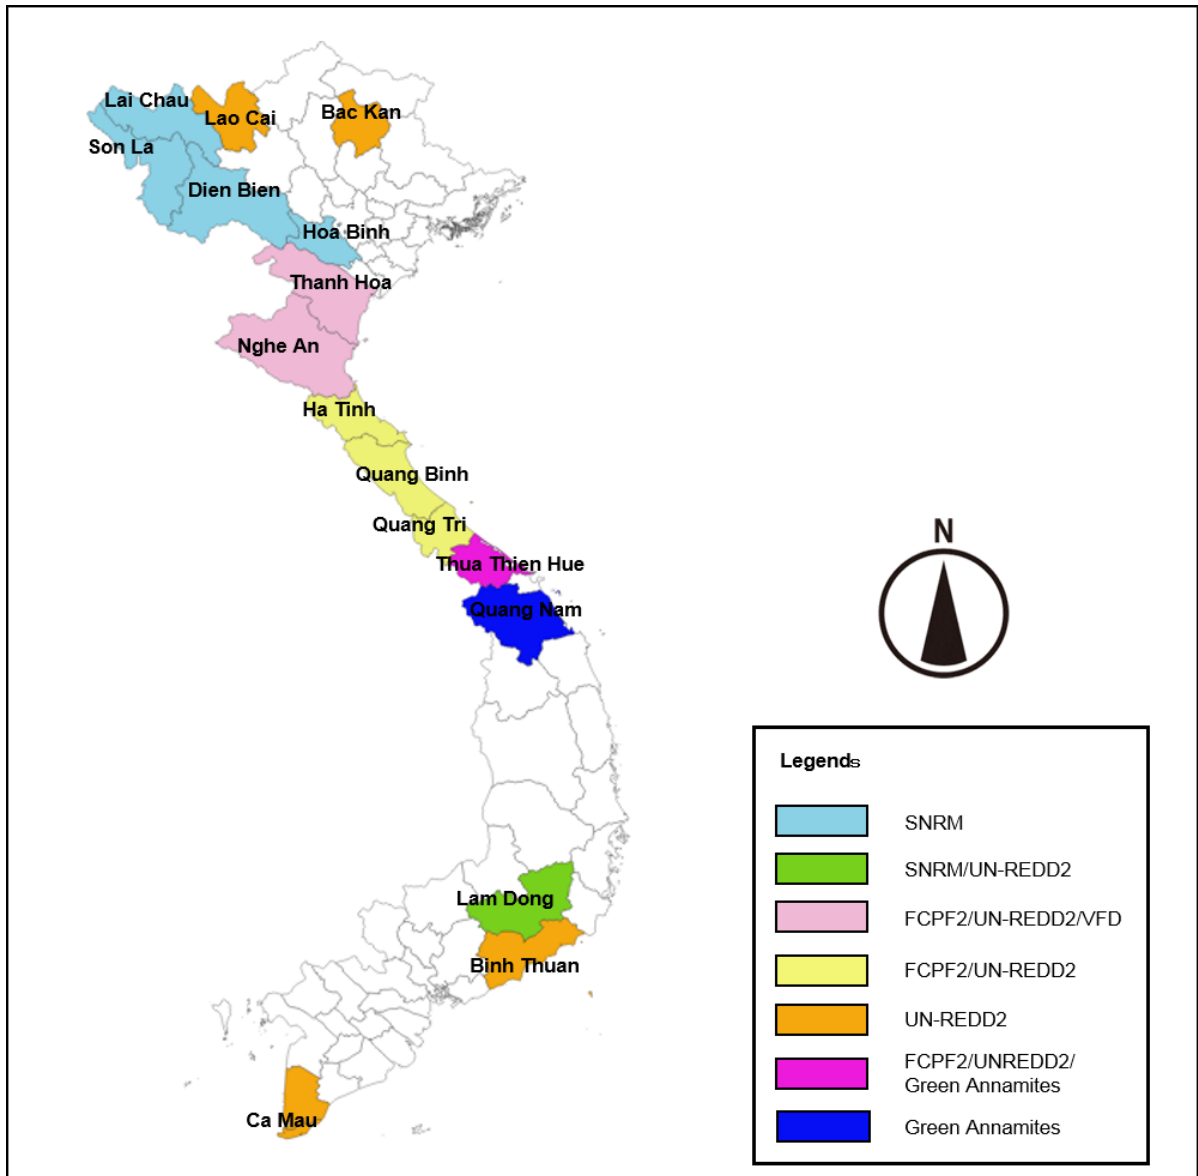 Lai Chau
Lao Cai
Bac Kan
Son La
Dien Bien
Hoa Binh
Thanh Hoa
Nghe An
Ha Tinh
Quang Binh
Quang Tri
Thua Thien Hue
Quang Nam
N
Lam Dong
Binh Thuan
Ca Mau
Legends
SNRM
SNRM/UN-REDD2
FCPF2/UN-REDD2/VFD
FCPF2/UN-REDD2
UN-REDD2
FCPF2/UNREDD2/
Green Annamites
Green Annamites